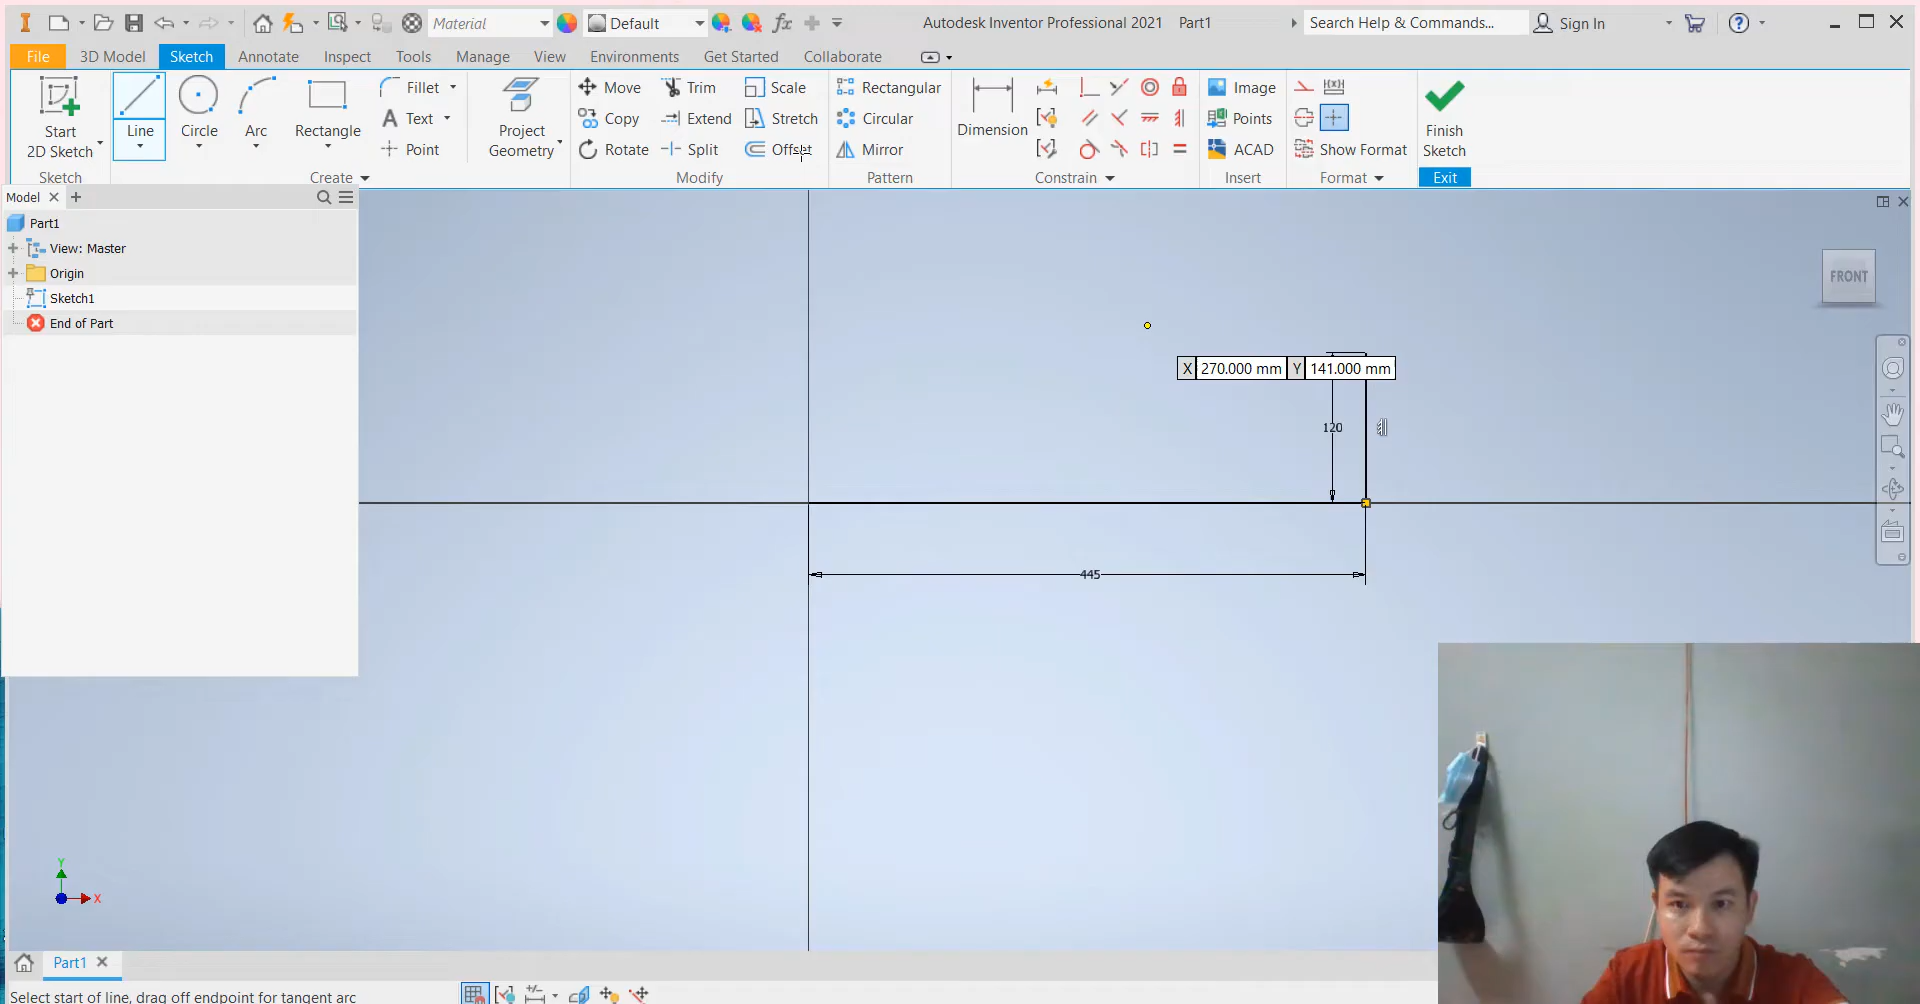 Material
Default
Autodesk Inventor Professional 2021 Part1
Search Help & Commands...
Sign In
File 3D Model Sketch Annotate Inspect Tools Manage View Environments Get Started Collaborate
Start
2D Sketch
Line
Circle
Arc
Rectangle
Fillet
Text
Point
Project
Geometry
Move
Copy
Rotate
Trim
Extend
Split
Scale
Stretch
Offset
Rectangular
Circular
Mirror
Dimension
Image
Points
ACAD
Show Format
Finish
Sketch
Sketch Create Modify Pattern Constrain Insert Format Exit
Model
Part1
View: Master
Origin
Sketch1
End of Part
FRONT
X 270.000 mm Y 141.000 mm
120
445
Y
X
Part1
Select start of line, drag off endpoint for tangent arc